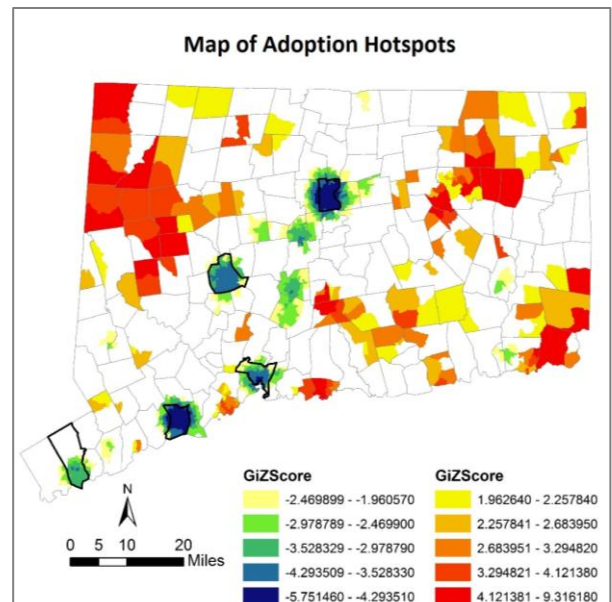 Map of Adoption Hotspots
N
0 5 10 20
Miles
GiZScore
-2.469899 - -1.960570
-2.978789 - -2.469900
-3.528329 - -2.978790
-4.293509 - -3.528330
-5.751460 - -4.293510
GiZScore
1.962640 - 2.257840
2.257841 - 2.683950
2.683951 - 3.294820
3.294821 - 4.121380
4.121381 - 9.316180